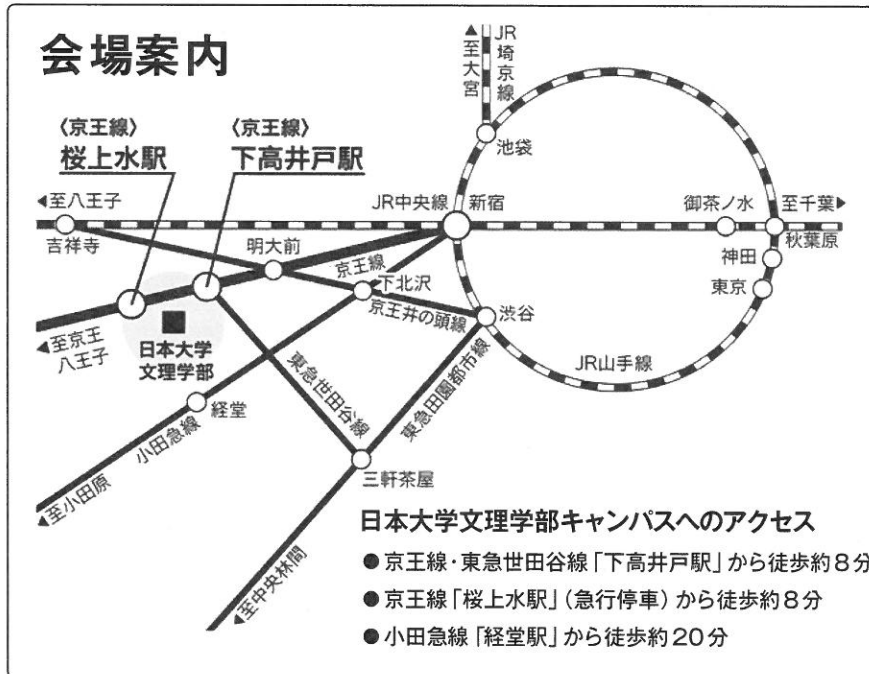 会場案内
〈京王線〉
桜上水駅
〈京王線〉
下高井戸駅
▲至大宮
JR埼京線
池袋
◀至八王子
吉祥寺
JR中央線
新宿
御茶ノ水
至千葉▶
秋葉原
神田
東京
明大前
京王線
下北沢
京王井の頭線
渋谷
JR山手線
◀至京王
八王子
日本大学
文理学部
東急世田谷線
東急田園都市線
経堂
小田急線
◀至小田原
三軒茶屋
◀至中央林間
日本大学文理学部キャンパスへのアクセス
●京王線・東急世田谷線「下高井戸駅」から徒歩約8分
●京王線「桜上水駅」(急行停車)から徒歩約8分
●小田急線「経堂駅」から徒歩約20分